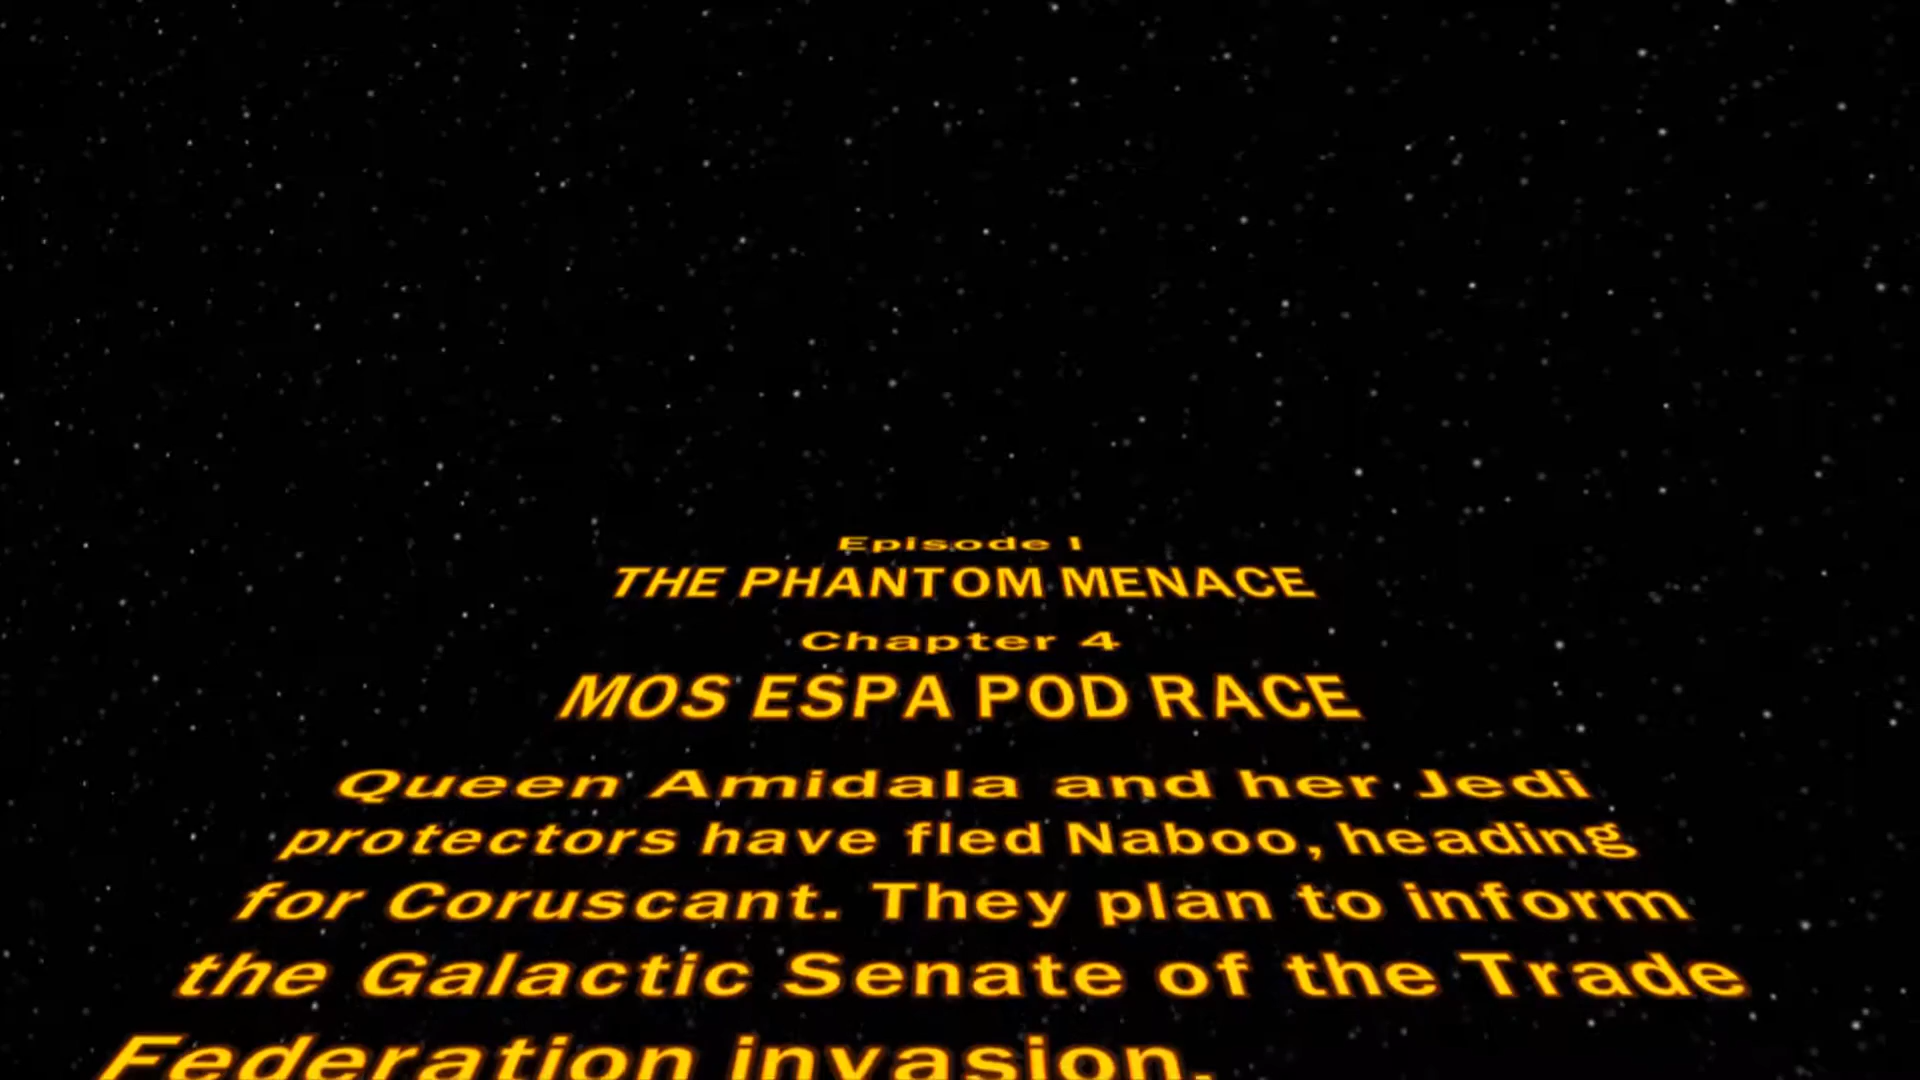 Episode I
THE PHANTOM MENACE
Chapter 4
MOS ESPA POD RACE
Queen Amidala and her Jedi
protectors have fled Naboo, heading
for Coruscant. They plan to inform
the Galactic Senate of the Trade
Federation invasion.